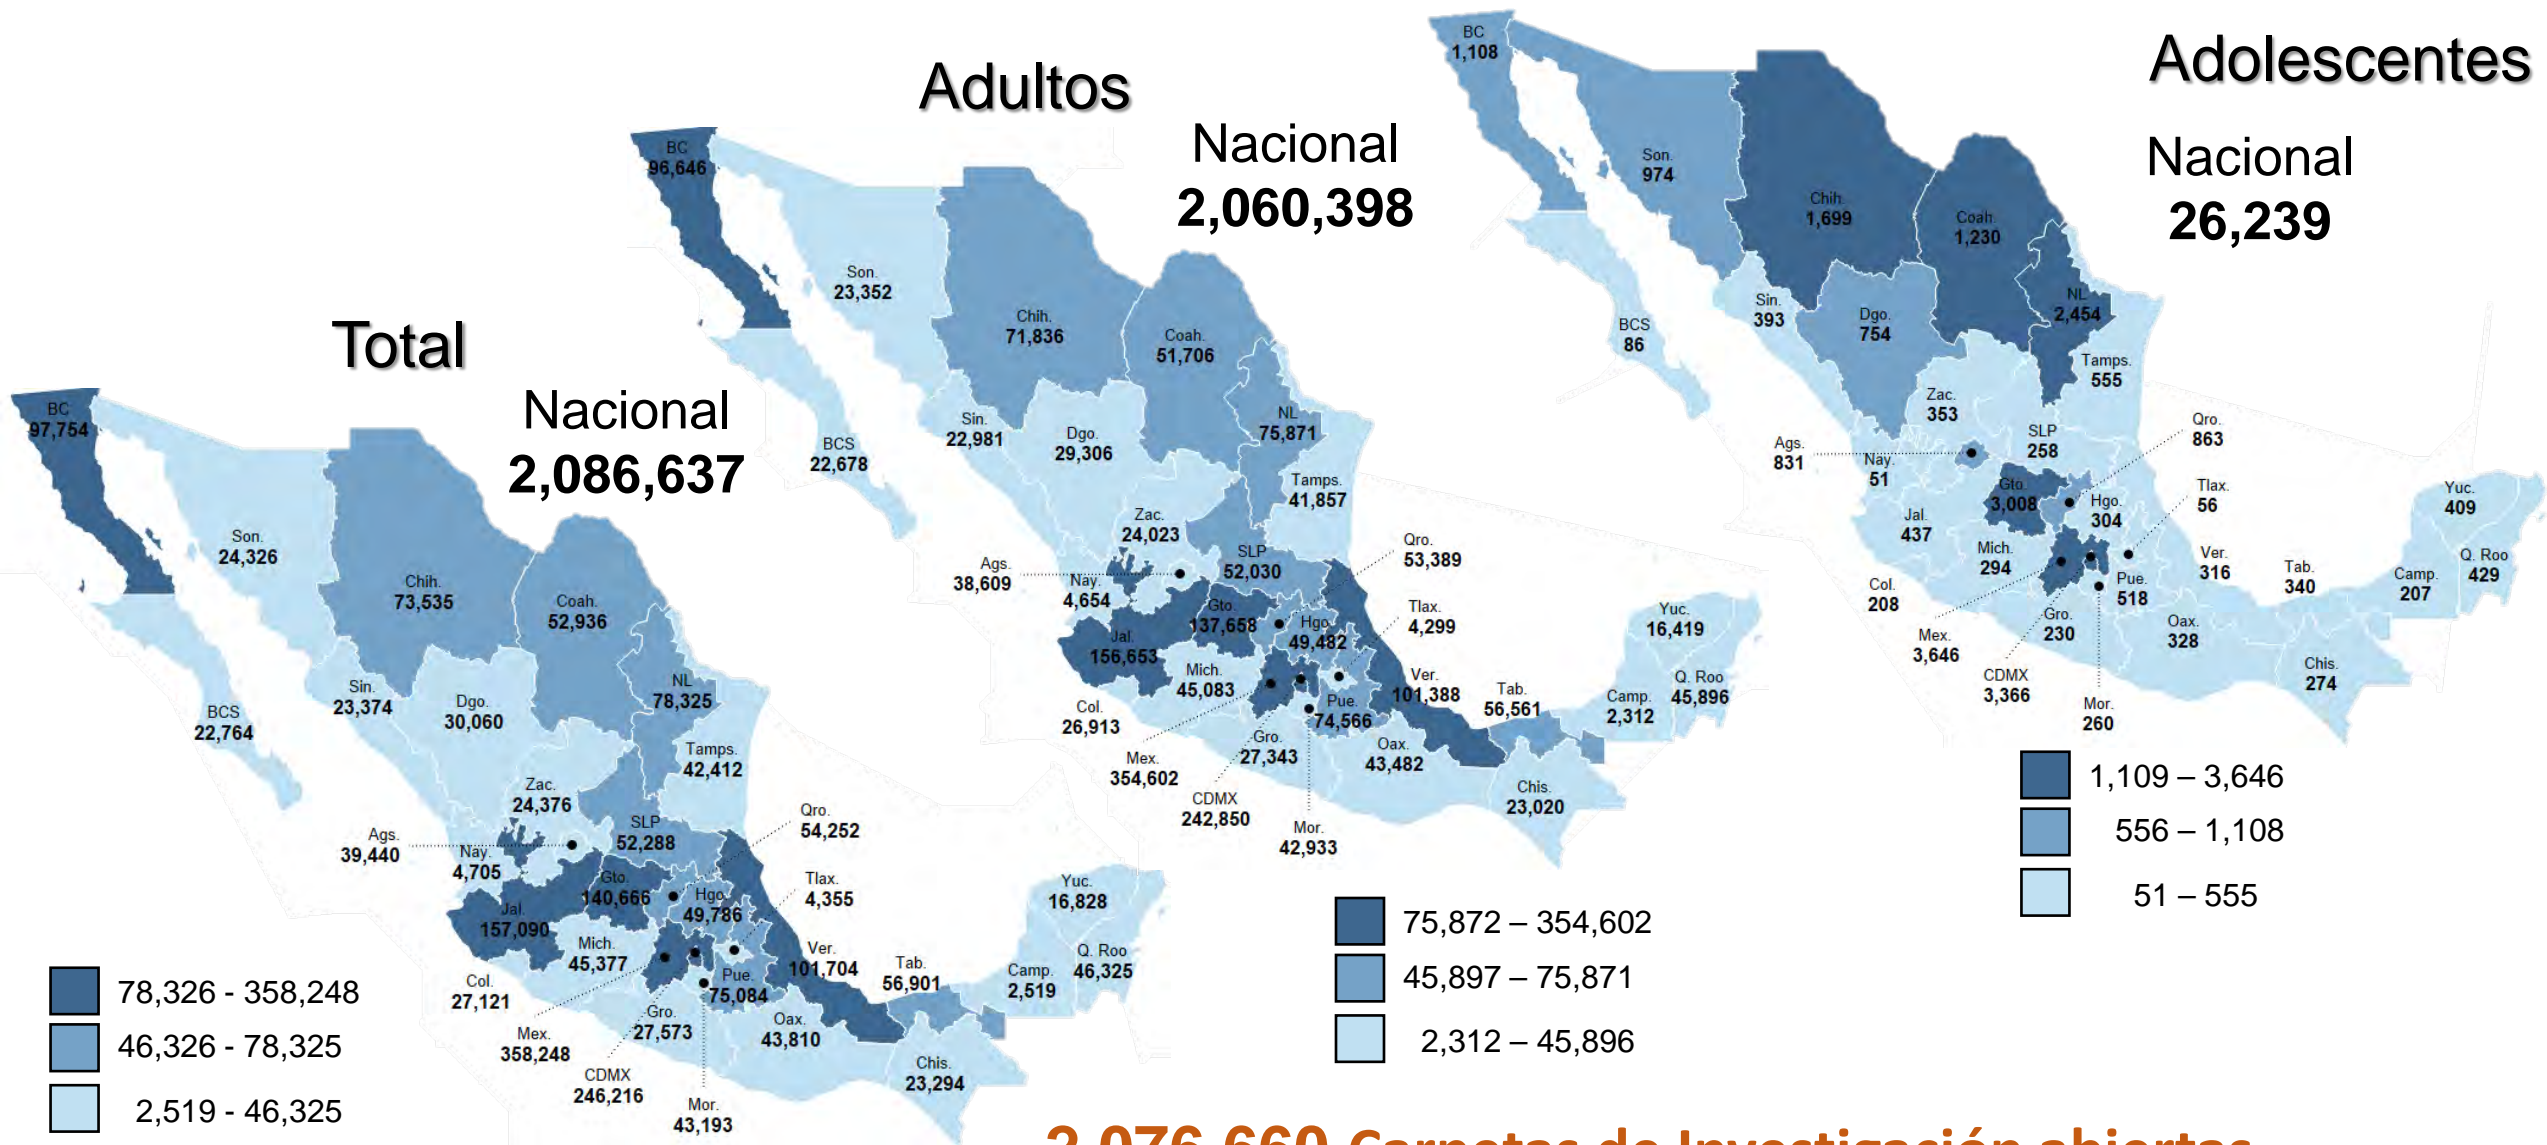 Total
Nacional
2,086,637
BC
97,754
Son.
24,326
Chih.
73,535
Coah.
52,936
BCS
22,764
Sin.
23,374
Dgo.
30,060
NL
78,325
Tamps.
42,412
Zac.
24,376
SLP
52,288
Ags.
39,440
Nay.
4,705
Qro.
54,252
Gto.
140,666
Hgo.
49,786
Tlax.
4,355
Jal.
157,090
Mich.
45,377
Ver.
101,704
Col.
27,121
Pue.
75,084
Tab.
56,901
Yuc.
16,828
Camp.
2,519
Q. Roo
46,325
Mex.
358,248
Gro.
27,573
Oax.
43,810
CDMX
246,216
Mor.
43,193
Chis.
23,294
78,326 - 358,248
46,326 - 78,325
2,519 - 46,325
Adultos
Nacional
2,060,398
BC
96,646
Son.
23,352
Chih.
71,836
Coah.
51,706
BCS
22,678
Sin.
22,981
Dgo.
29,306
NL
75,871
Tamps.
41,857
Zac.
24,023
SLP
52,030
Ags.
38,609
Nay.
4,654
Qro.
53,389
Gto.
137,658
Hgo.
49,482
Tlax.
4,299
Jal.
156,653
Mich.
45,083
Ver.
101,388
Col.
26,913
Pue.
74,566
Tab.
56,561
Yuc.
16,419
Camp.
2,312
Q. Roo
45,896
Mex.
354,602
Gro.
27,343
Oax.
43,482
CDMX
242,850
Mor.
42,933
Chis.
23,020
75,872 – 354,602
45,897 – 75,871
2,312 – 45,896
Adolescentes
Nacional
26,239
BC
1,108
Son.
974
Chih.
1,699
Coah.
1,230
BCS
86
Sin.
393
Dgo.
754
NL
2,454
Tamps.
555
Zac.
353
SLP
258
Ags.
831
Nay.
51
Qro.
863
Gto.
3,008
Hgo.
304
Tlax.
56
Jal.
437
Mich.
294
Ver.
316
Col.
208
Pue.
518
Tab.
340
Yuc.
409
Camp.
207
Q. Roo
429
Mex.
3,646
Gro.
230
Oax.
328
CDMX
3,366
Mor.
260
Chis.
274
1,109 – 3,646
556 – 1,108
51 – 555
2,076,660 Carpetas de Investigación abiertas